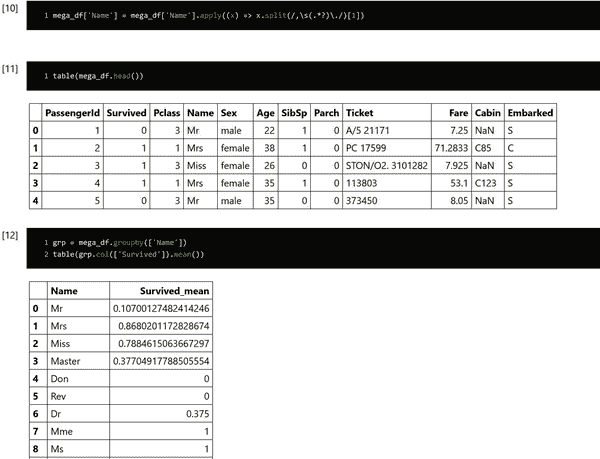 [10]
1 mega_df['Name'] = mega_df['Name'].apply((x) => x.split(/,\s(.*?)\./)[1])
[11]
1 table(mega_df.head())
PassengerId Survived Pclass Name Sex Age SibSp Parch Ticket Fare Cabin Embarked
0 1 0 3 Mr male 22 1 0 A/5 21171 7.25 NaN S
1 2 1 1 Mrs female 38 1 0 PC 17599 71.2833 C85 C
2 3 1 3 Miss female 26 0 0 STON/O2. 3101282 7.925 NaN S
3 4 1 1 Mrs female 35 1 0 113803 53.1 C123 S
4 5 0 3 Mr male 35 0 0 373450 8.05 NaN S
[12]
1 grp = mega_df.groupby(['Name'])
2 table(grp.col(["Survived"]).mean())
Name Survived_mean
0 Mr 0.10700127482414246
1 Mrs 0.8680201172828674
2 Miss 0.7884615063667297
3 Master 0.37704917788505554
4 Don 0
5 Rev 0
6 Dr 0.375
7 Mme 1
8 Ms 1